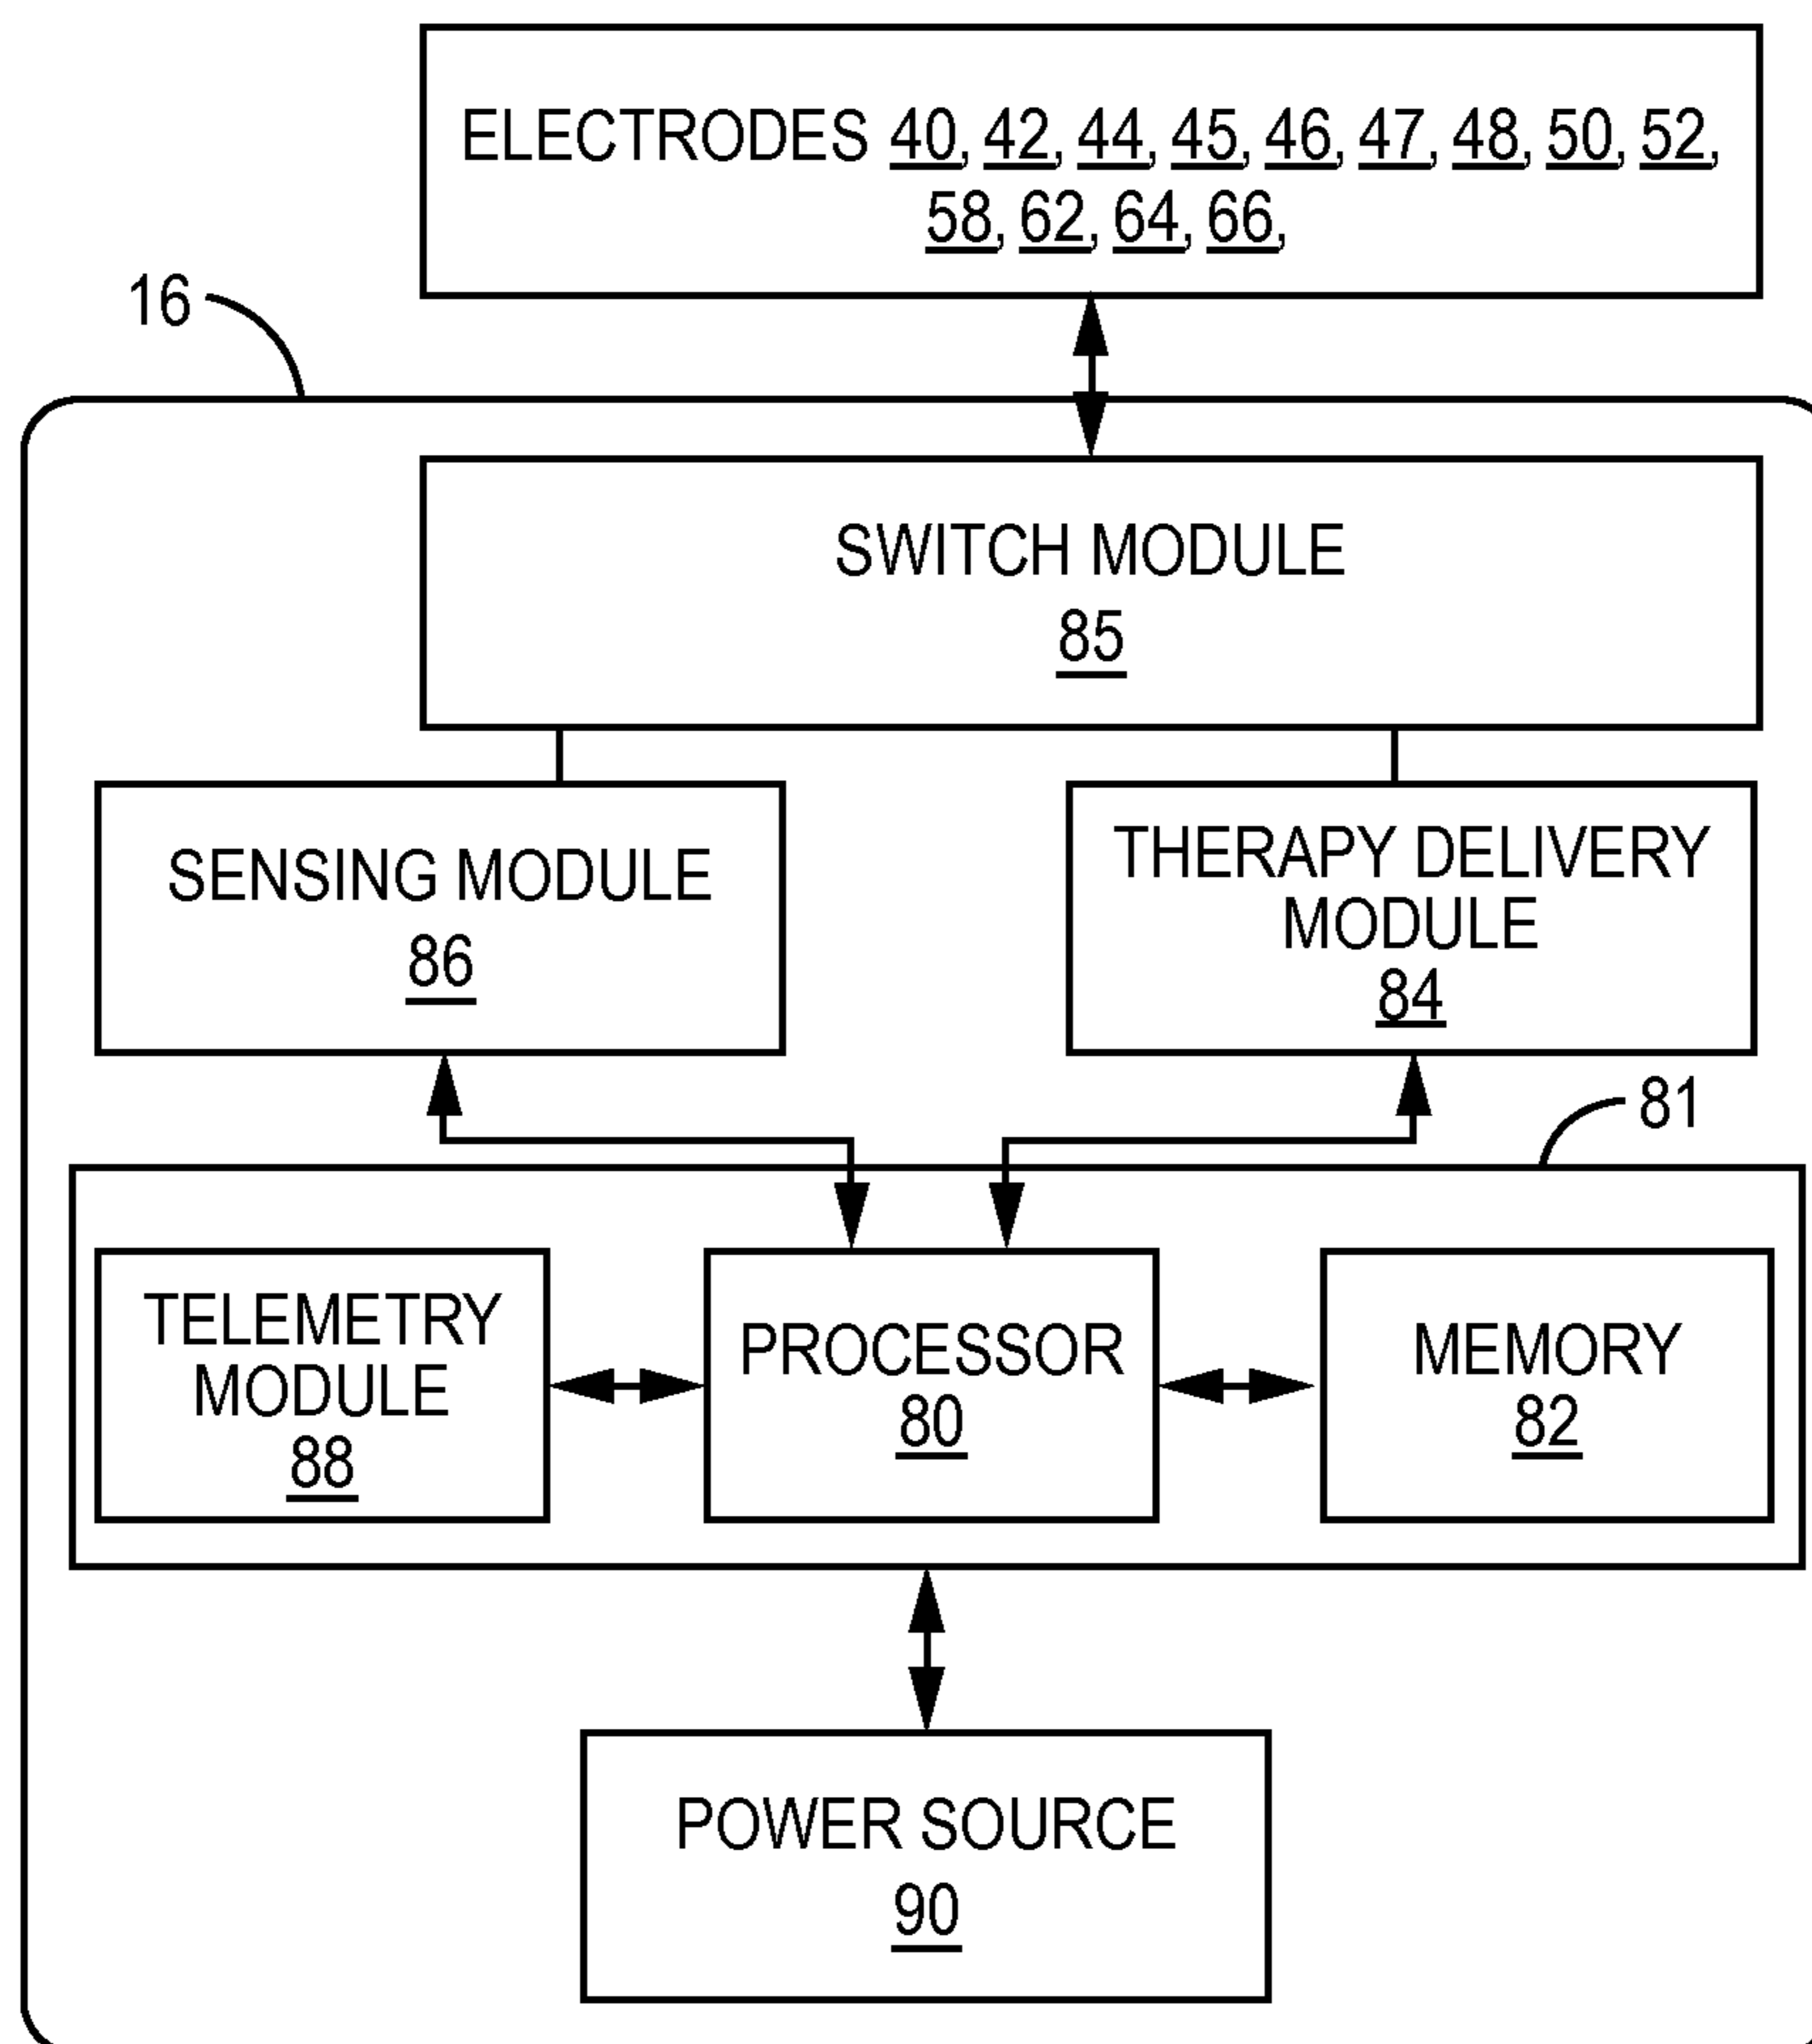 ELECTRODES 40, 42, 44, 45, 46, 47, 48, 50, 52,
58, 62, 64, 66,
16
SWITCH MODULE
85
SENSING MODULE
86
THERAPY DELIVERY
MODULE
84
81
TELEMETRY
MODULE
88
PROCESSOR
80
MEMORY
82
POWER SOURCE
90